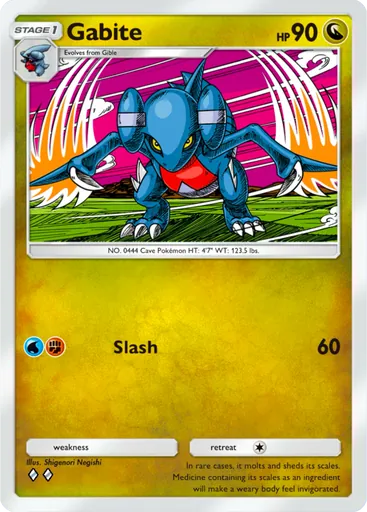 STAGE 1 Gabite HP 90
Evolves from Gible
NO. 0444 Cave Pokémon HT: 4'7" WT: 123.5 lbs.
Slash 60
weakness retreat
Illus. Shigenori Negishi
In rare cases, it molts and sheds its scales.
Medicine containing its scales as an ingredient
will make a weary body feel invigorated.